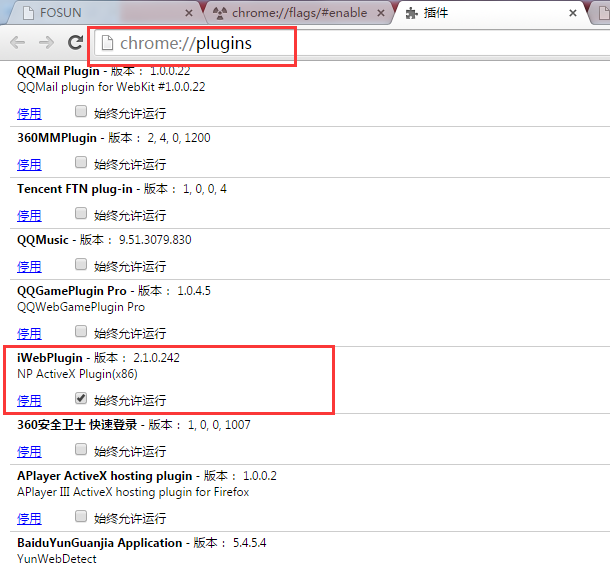 FOSUN
chrome://flags/#enable
插件
chrome://plugins
QQMail Plugin - 版本： 1.0.0.22
QQMail plugin for WebKit #1.0.0.22
停用 始终允许运行
360MMPlugin - 版本： 2, 4, 0, 1200
停用 始终允许运行
Tencent FTN plug-in - 版本： 1, 0, 0, 4
停用 始终允许运行
QQMusic - 版本： 9.51.3079.830
停用 始终允许运行
QQGamePlugin Pro - 版本： 1.0.4.5
QQWebGamePlugin Pro
停用 始终允许运行
iWebPlugin - 版本： 2.1.0.242
NP ActiveX Plugin(x86)
停用 始终允许运行
360安全卫士 快速登录 - 版本： 1, 0, 0, 1007
停用 始终允许运行
APlayer ActiveX hosting plugin - 版本： 1.0.0.2
APlayer III ActiveX hosting plugin for Firefox
停用 始终允许运行
BaiduYunGuanjia Application - 版本： 5.4.5.4
YunWebDetect